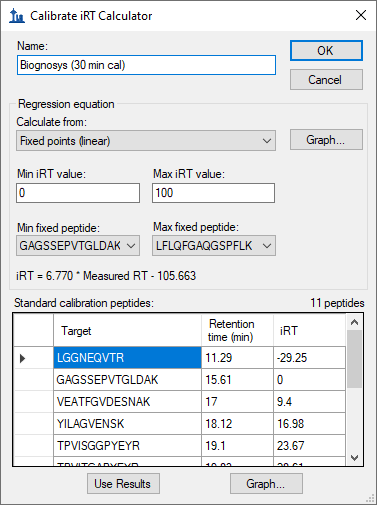 Calibrate iRT Calculator
Name:
Biognosys (30 min cal)
OK
Cancel
Regression equation
Calculate from:
Fixed points (linear)
Graph...
Min iRT value:
Max iRT value:
0
100
Min fixed peptide:
Max fixed peptide:
GAGSSEPVTGLDAK
LFLQFGAQGSPFLK
iRT = 6.770 * Measured RT - 105.663
Standard calibration peptides:
11 peptides
Target
Retention
time (min)
iRT
LGGNEQVTR 11.29 -29.25
GAGSSEPVTGLDAK 15.61 0
VEATFGVDESNAK 17 9.4
YILAGVENSK 18.12 16.98
TPVISGGPYEYR 19.1 23.67
Use Results
Graph...